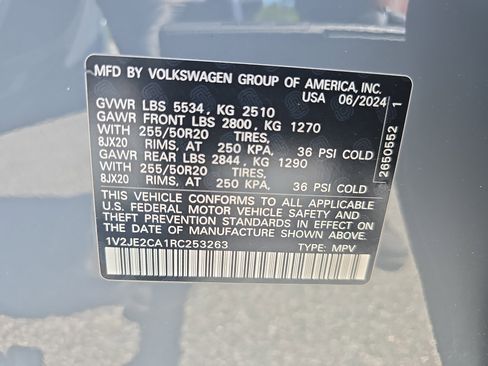 MFD BY VOLKSWAGEN GROUP OF AMERICA, INC.
USA 06/2024
GVWR LBS 5534, KG 2510
GAWR FRONT LBS 2800, KG 1270
WITH 255/50R20 TIRES,
8JX20 RIMS, AT 250 KPA, 36 PSI COLD
GAWR REAR LBS 2844, KG 1290
WITH 255/50R20 TIRES,
8JX20 RIMS, AT 250 KPA, 36 PSI COLD
THIS VEHICLE CONFORMS TO ALL APPLICABLE
U.S. FEDERAL MOTOR VEHICLE SAFETY AND
THEFT PREVENTION STANDARDS IN EFFECT ON THE
DATE OF MANUFACTURE SHOWN ABOVE.
1V2JE2CA1RC253263 TYPE: MPV
2650552 1